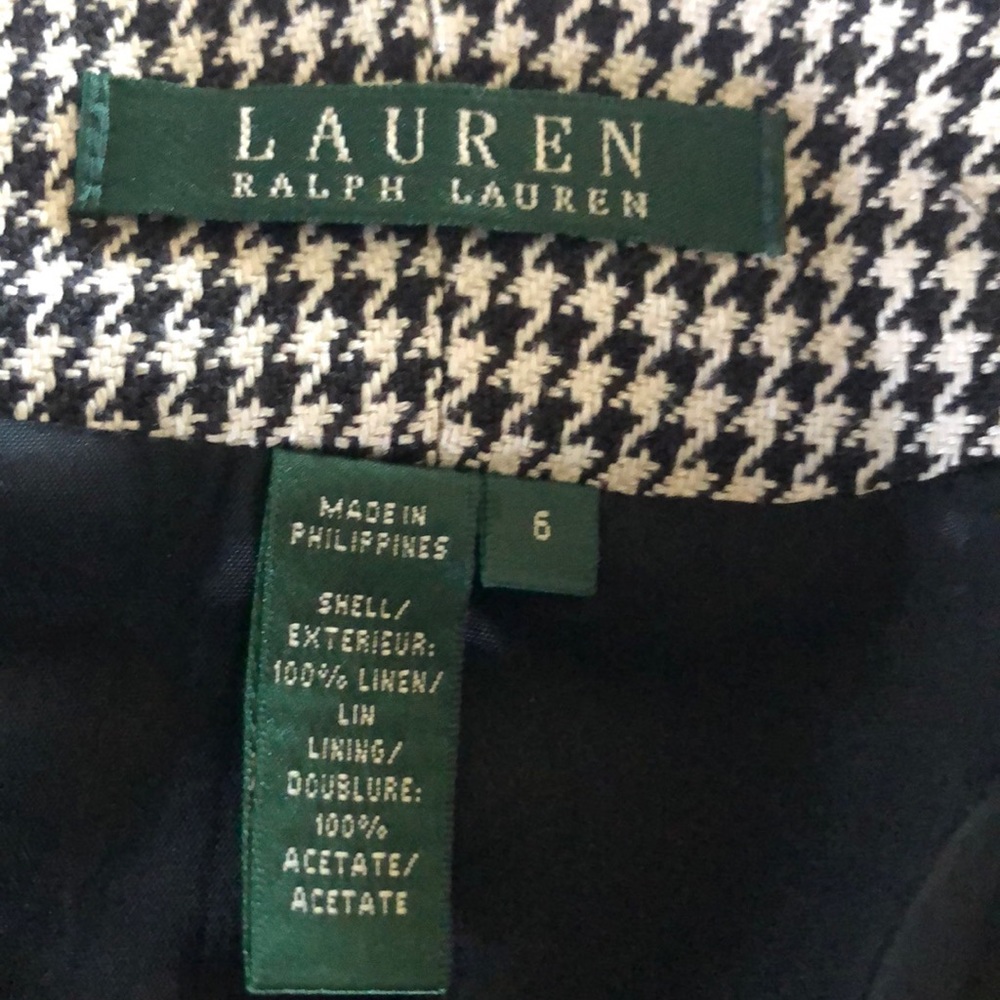 LAUREN
RALPH LAUREN
MADE IN
PHILIPPINES
6
SHELL/
EXTERIEUR:
100% LINEN/
LIN
LINING/
DOUBLURE:
100%
ACETATE/
ACETATE